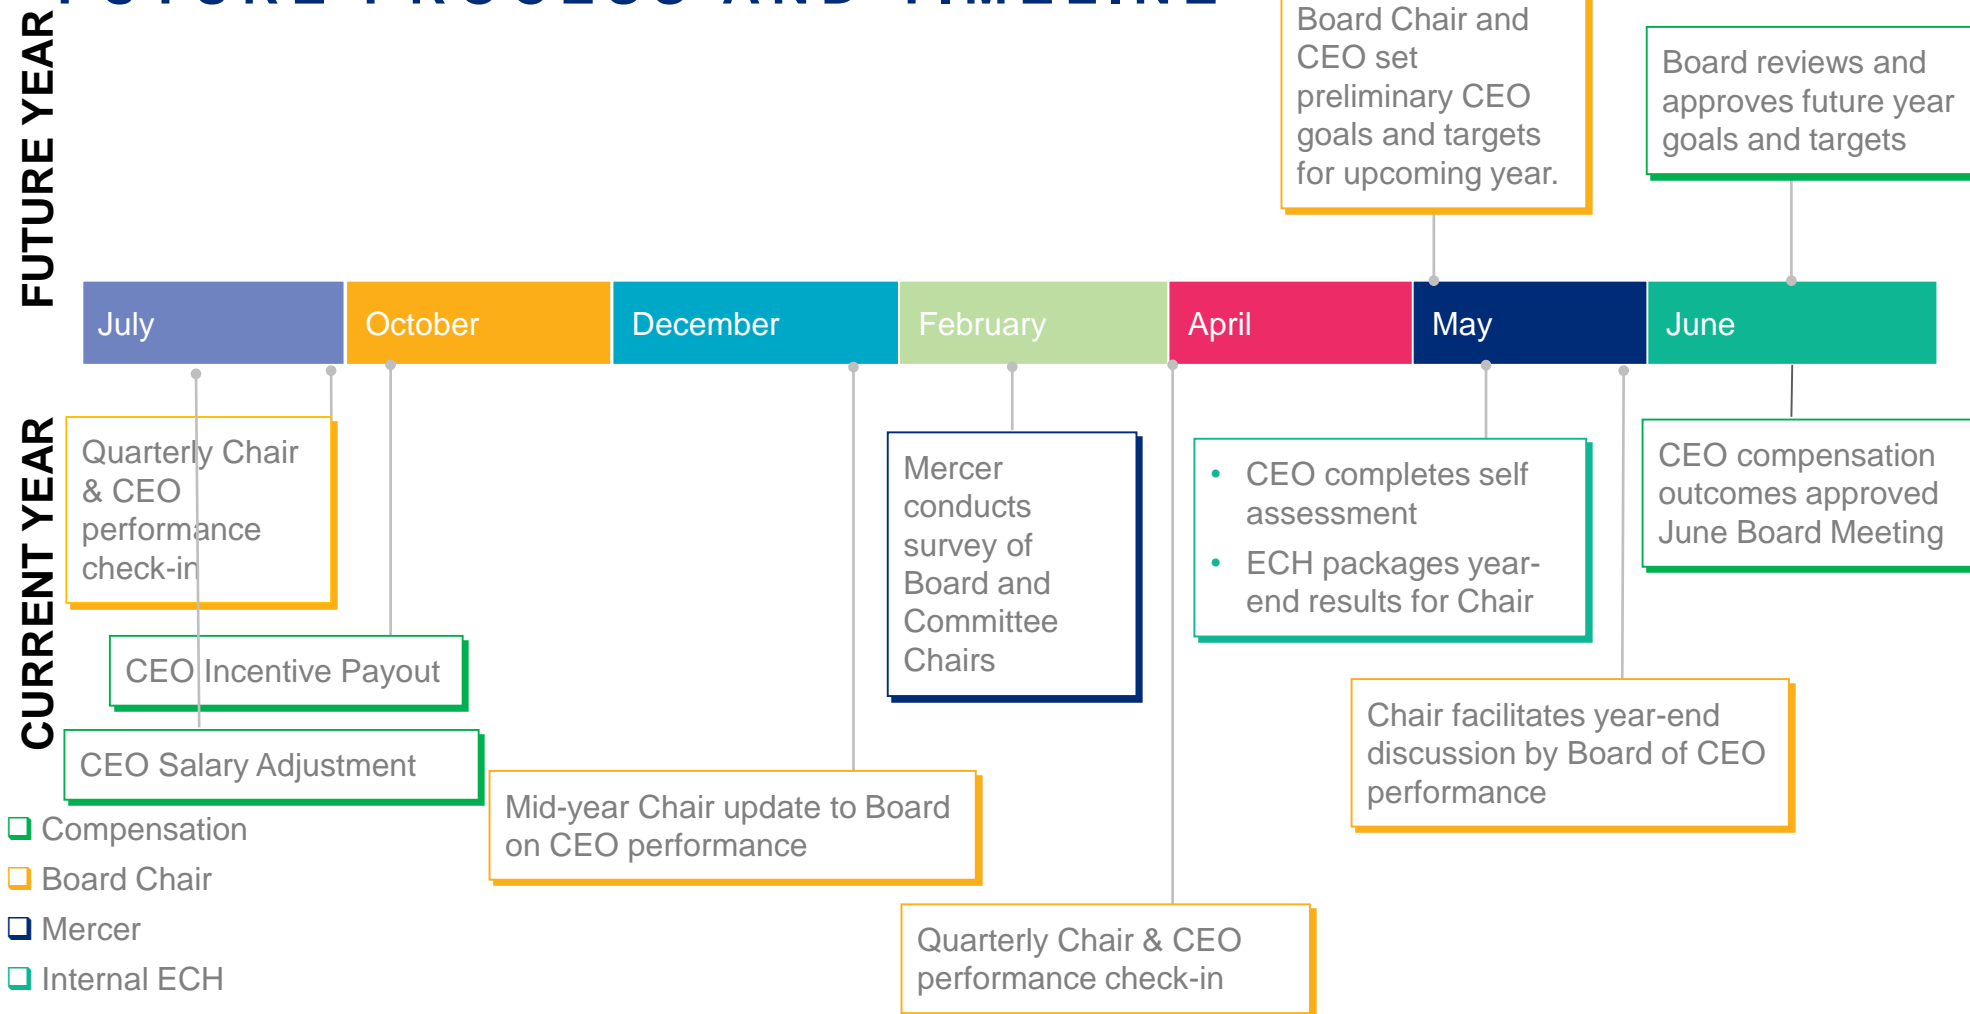 FUTURE PROCESS AND TIMELINE
FUTURE YEAR
Board Chair and
CEO set
preliminary CEO
goals and targets
for upcoming year.
Board reviews and
approves future year
goals and targets
July
October
December
February
April
May
June
CURRENT YEAR
Quarterly Chair
& CEO
performance
check-in
CEO Incentive Payout
CEO Salary Adjustment
Mid-year Chair update to Board
on CEO performance
Mercer
conducts
survey of
Board and
Committee
Chairs
Quarterly Chair & CEO
performance check-in
• CEO completes self
assessment
• ECH packages year-
end results for Chair
Chair facilitates year-end
discussion by Board of CEO
performance
CEO compensation
outcomes approved
June Board Meeting
Compensation
Board Chair
Mercer
Internal ECH